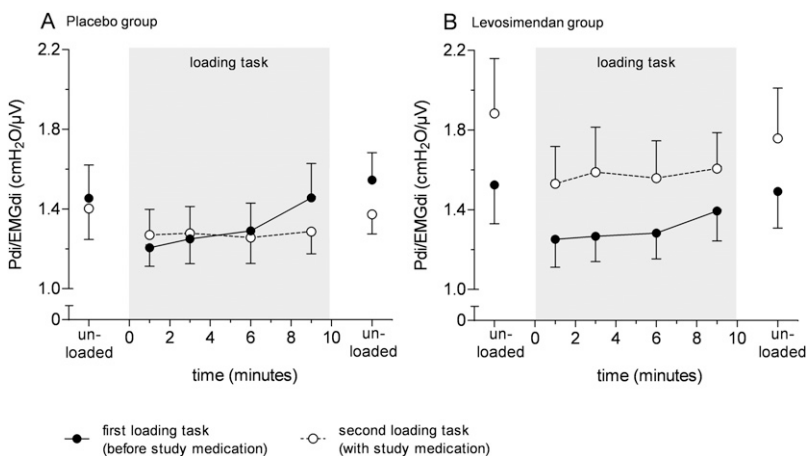 A Placebo group
loading task
Pdi/EMGdi (cmH₂O/µV)
2.2
1.8
1.4
1.0
0
un-
loaded
0 2 4 6 8 10
un-
loaded
time (minutes)
B Levosimendan group
loading task
Pdi/EMGdi (cmH₂O/µV)
2.2
1.8
1.4
1.0
0
un-
loaded
0 2 4 6 8 10
un-
loaded
time (minutes)
first loading task
(before study medication)
second loading task
(with study medication)